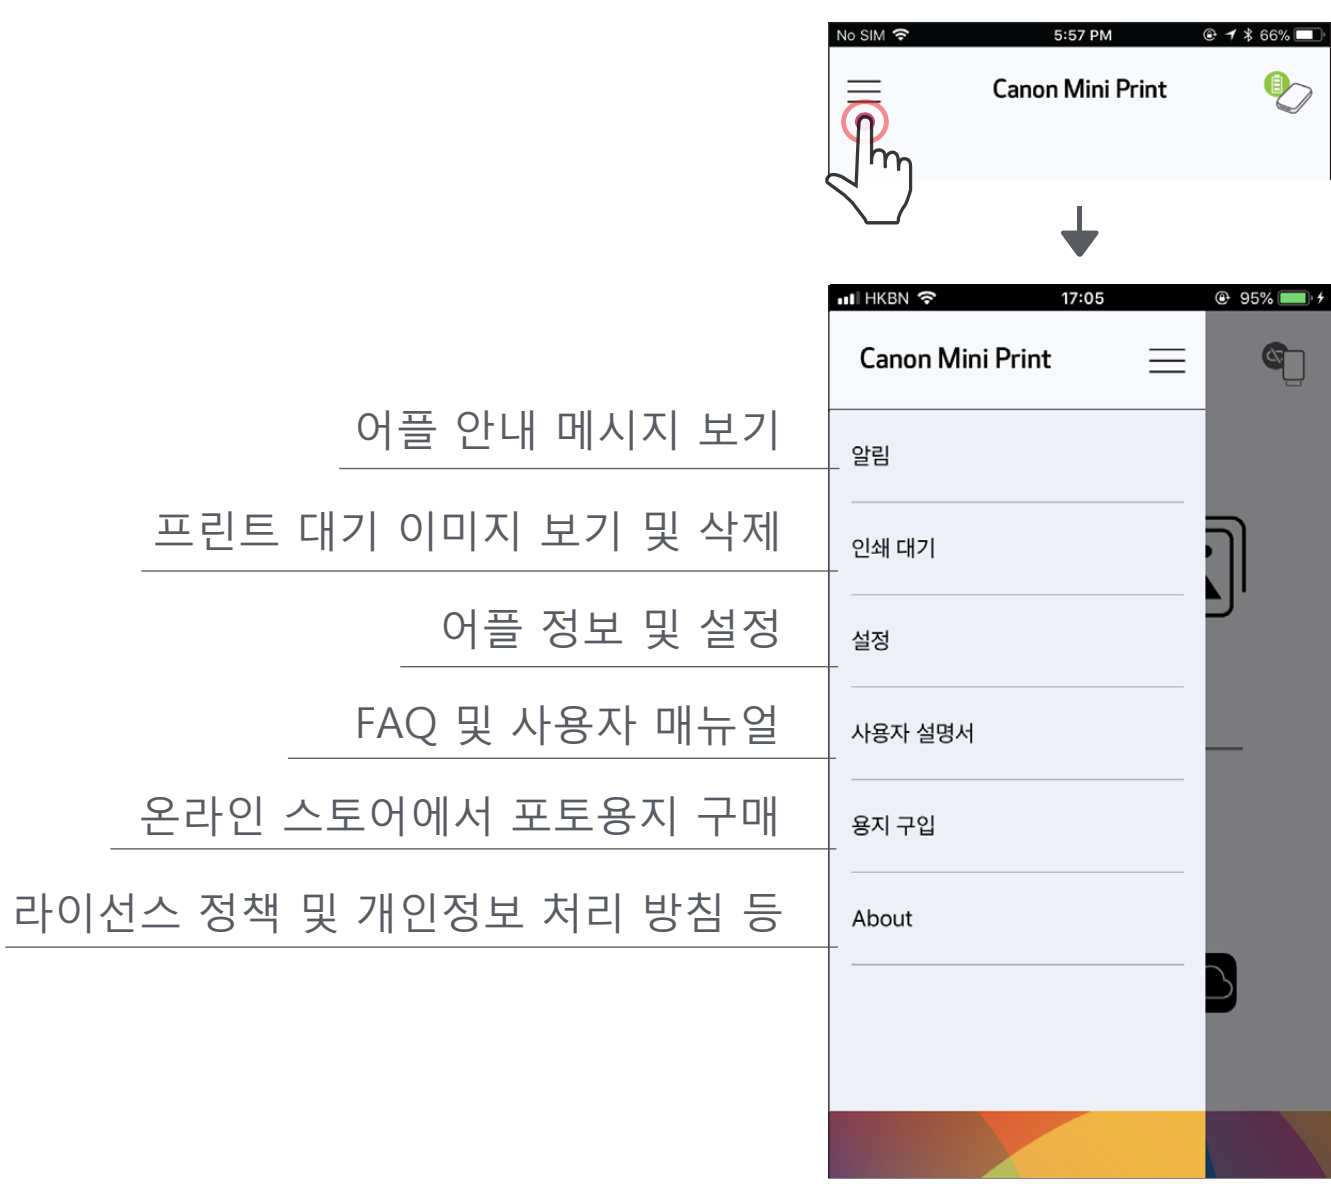 No SIM 5:57 PM 66%
Canon Mini Print
HKBN 17:05 95%
Canon Mini Print
어플 안내 메시지 보기
알림
프린트 대기 이미지 보기 및 삭제
인쇄 대기
어플 정보 및 설정
설정
FAQ 및 사용자 매뉴얼
사용자 설명서
온라인 스토어에서 포토용지 구매
용지 구입
라이선스 정책 및 개인정보 처리 방침 등
About